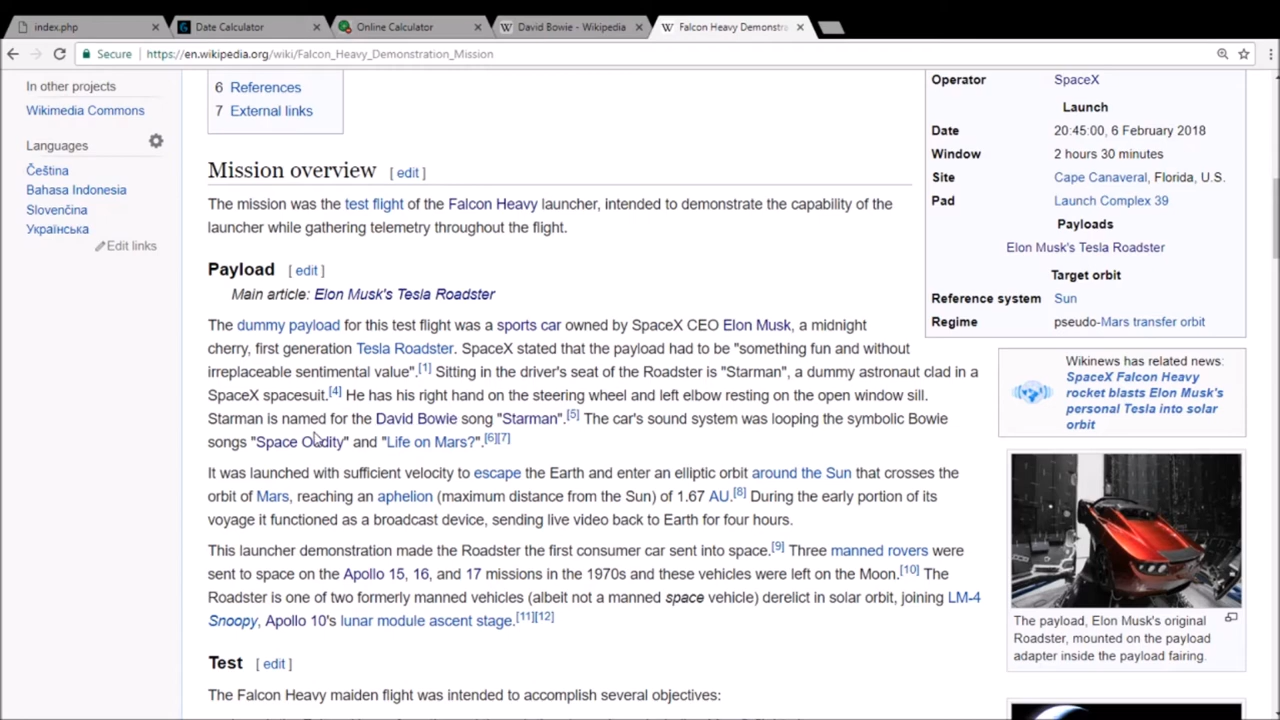 index.php
Date Calculator
Online Calculator
David Bowie - Wikipedia
Falcon Heavy Demonstra
Secure
https://en.wikipedia.org/wiki/Falcon_Heavy_Demonstration_Mission
In other projects
Wikimedia Commons
Languages
Čeština
Bahasa Indonesia
Slovenčina
Українська
Edit links
6 References
7 External links
Mission overview [ edit ]
The mission was the test flight of the Falcon Heavy launcher, intended to demonstrate the capability of the
launcher while gathering telemetry throughout the flight.
Payload [ edit ]
Main article: Elon Musk's Tesla Roadster
The dummy payload for this test flight was a sports car owned by SpaceX CEO Elon Musk, a midnight
cherry, first generation Tesla Roadster. SpaceX stated that the payload had to be "something fun and without
irreplaceable sentimental value".[1] Sitting in the driver's seat of the Roadster is "Starman", a dummy astronaut clad in a
SpaceX spacesuit.[4] He has his right hand on the steering wheel and left elbow resting on the open window sill.
Starman is named for the David Bowie song "Starman".[5] The car's sound system was looping the symbolic Bowie
songs "Space Oddity" and "Life on Mars?".[6][7]
It was launched with sufficient velocity to escape the Earth and enter an elliptic orbit around the Sun that crosses the
orbit of Mars, reaching an aphelion (maximum distance from the Sun) of 1.67 AU.[8] During the early portion of its
voyage it functioned as a broadcast device, sending live video back to Earth for four hours.
This launcher demonstration made the Roadster the first consumer car sent into space.[9] Three manned rovers were
sent to space on the Apollo 15, 16, and 17 missions in the 1970s and these vehicles were left on the Moon.[10] The
Roadster is one of two formerly manned vehicles (albeit not a manned space vehicle) derelict in solar orbit, joining LM-4
Snoopy, Apollo 10's lunar module ascent stage.[11][12]
Test [ edit ]
The Falcon Heavy maiden flight was intended to accomplish several objectives:
Operator SpaceX
Launch
Date 20:45:00, 6 February 2018
Window 2 hours 30 minutes
Site Cape Canaveral, Florida, U.S.
Pad Launch Complex 39
Payloads
Elon Musk's Tesla Roadster
Target orbit
Reference system Sun
Regime pseudo-Mars transfer orbit
Wikinews has related news:
SpaceX Falcon Heavy
rocket blasts Elon Musk's
personal Tesla into solar
orbit
The payload, Elon Musk's original
Roadster, mounted on the payload
adapter inside the payload fairing.